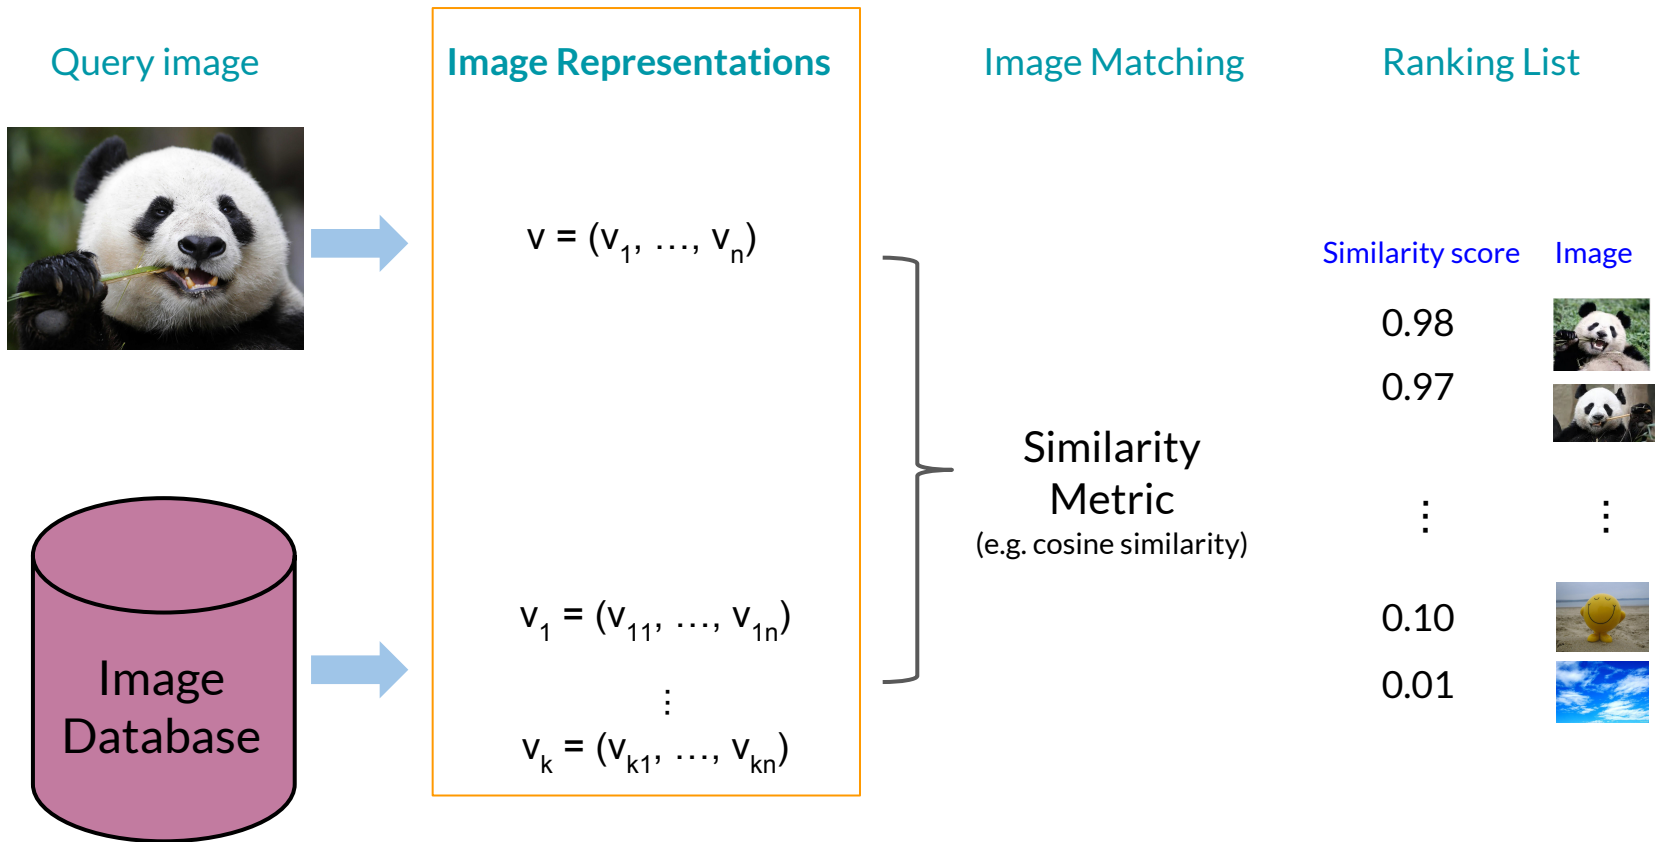 Query image
Image Representations
Image Matching
Ranking List
v = (v₁, …, vₙ)
Similarity score
Image
0.98
0.97
Similarity
Metric
(e.g. cosine similarity)
⋮
⋮
Image
Database
v₁ = (v₁₁, …, v₁ₙ)
⋮
vₖ = (vₖ₁, …, vₖₙ)
0.10
0.01